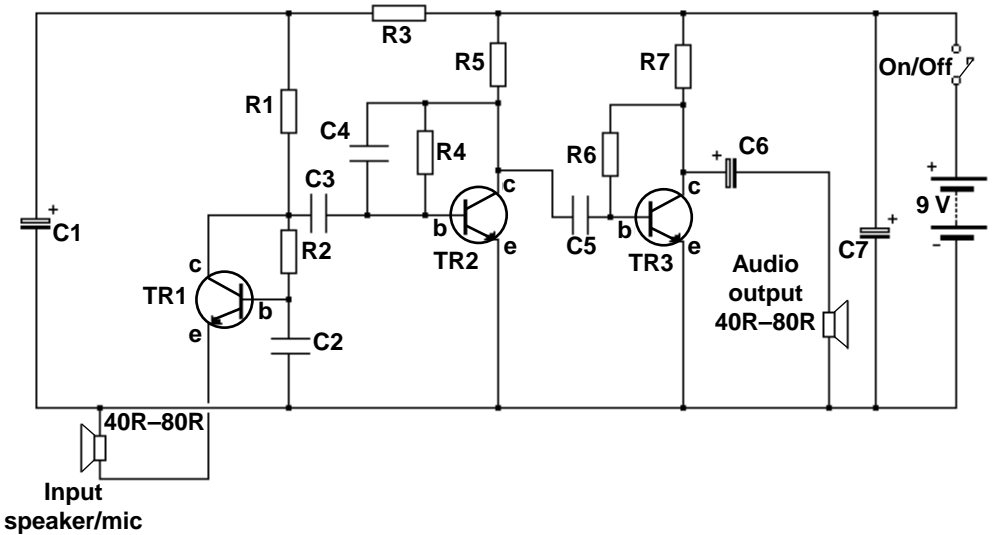 R3
R5
R7
On/Off
R1
C4
R4
R6
C6
+
+
C3
c
c
9 V
+
C1
R2
b
C5
b
+
C7
–
TR2
e
TR3
e
c
TR1
b
Audio
output
40R–80R
e
C2
40R–80R
Input
speaker/mic